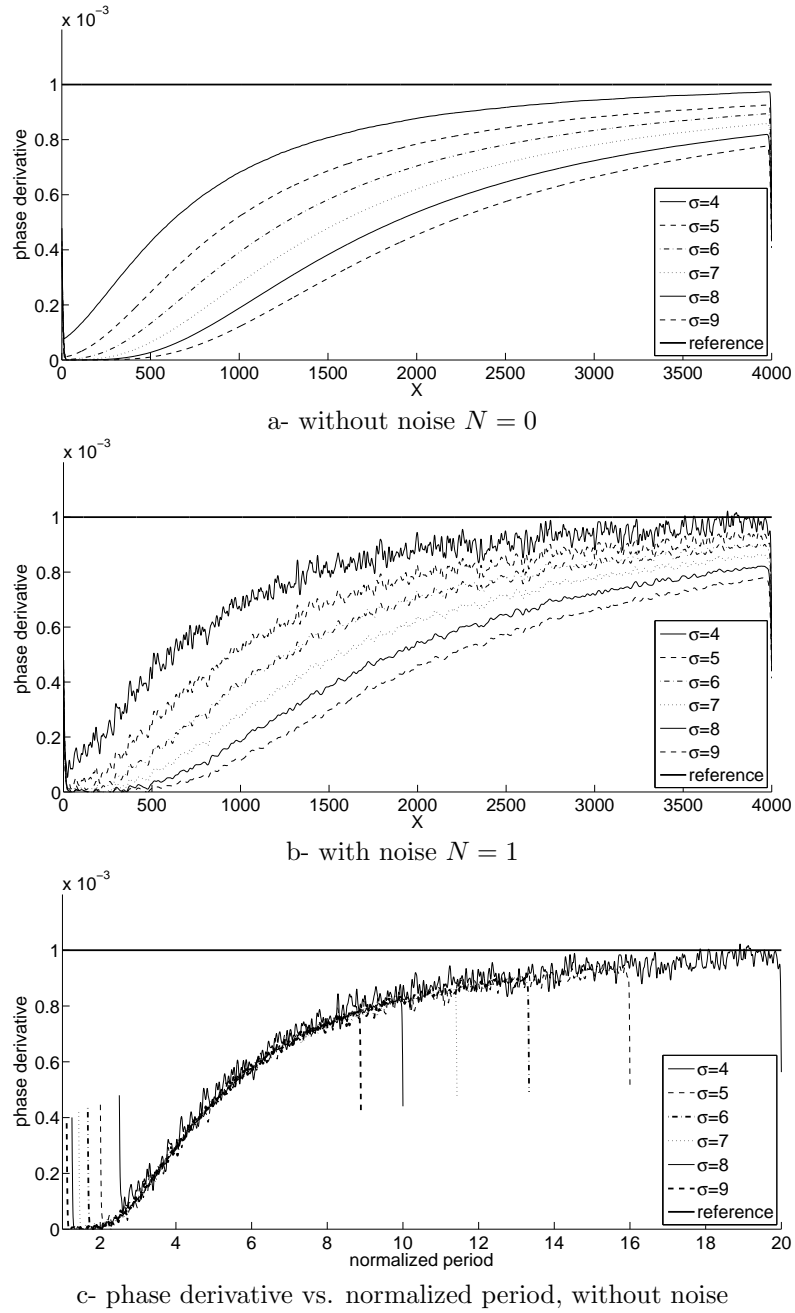 x 10⁻³
1
0.8
0.6
0.4
0.2
0
phase derivative
0 500 1000 1500 2000 2500 3000 3500 4000
X
σ=4
σ=5
σ=6
σ=7
σ=8
σ=9
reference
a- without noise N = 0
x 10⁻³
1
0.8
0.6
0.4
0.2
0
phase derivative
0 500 1000 1500 2000 2500 3000 3500 4000
X
σ=4
σ=5
σ=6
σ=7
σ=8
σ=9
reference
b- with noise N = 1
x 10⁻³
1
0.8
0.6
0.4
0.2
0
phase derivative
2 4 6 8 10 12 14 16 18 20
normalized period
σ=4
σ=5
σ=6
σ=7
σ=8
σ=9
reference
c- phase derivative vs. normalized period, without noise